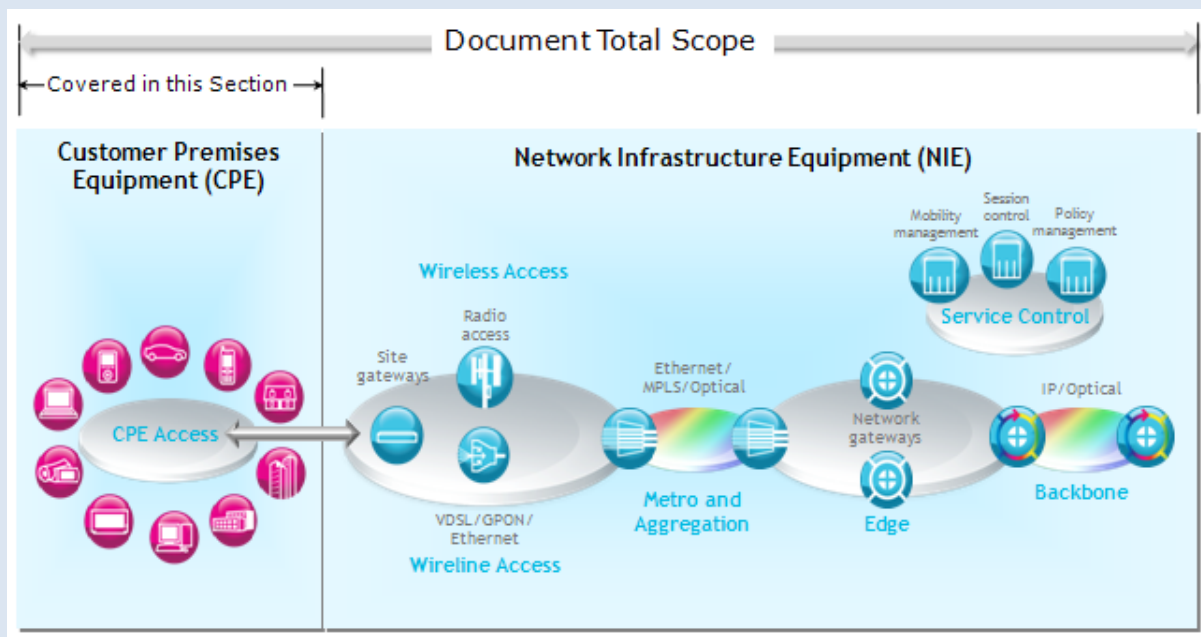 Document Total Scope
Covered in this Section
Customer Premises
Equipment (CPE)
Network Infrastructure Equipment (NIE)
Mobility
management
Session
control
Policy
management
Service Control
Wireless Access
Radio
access
Site
gateways
Ethernet/
MPLS/Optical
IP/Optical
CPE Access
Network
gateways
Metro and
Aggregation
Edge
Backbone
VDSL/GPON/
Ethernet
Wireline Access